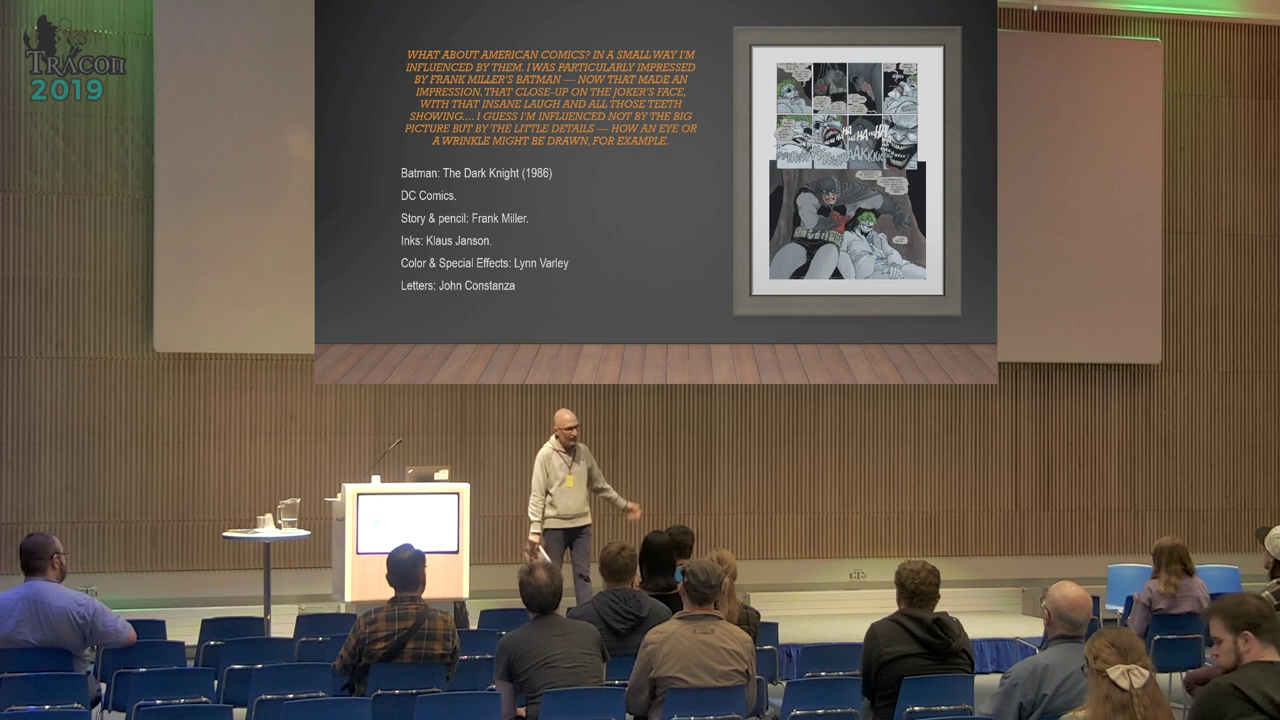 TRACON
2019
WHAT ABOUT AMERICAN COMICS? IN A SMALL WAY I'M
INFLUENCED BY THEM. I WAS PARTICULARLY IMPRESSED
BY FRANK MILLER'S BATMAN — NOW THAT MADE AN
IMPRESSION. THAT CLOSE-UP ON THE JOKER'S FACE,
WITH THAT INSANE LAUGH AND ALL THOSE TEETH
SHOWING.... I GUESS I'M INFLUENCED NOT BY THE BIG
PICTURE BUT BY THE LITTLE DETAILS — HOW AN EYE OR
A WRINKLE MIGHT BE DRAWN, FOR EXAMPLE.
Batman: The Dark Knight (1986)
DC Comics.
Story & pencil: Frank Miller.
Inks: Klaus Janson.
Color & Special Effects: Lynn Varley
Letters: John Constanza